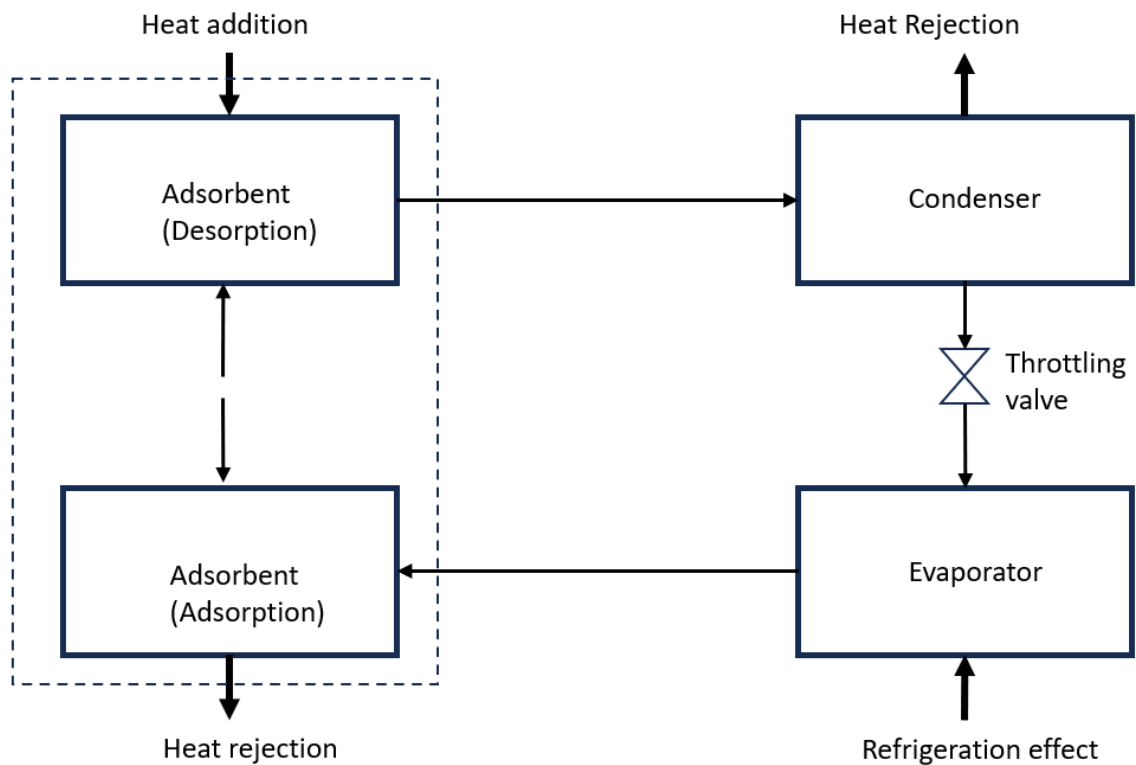 Heat addition
Heat Rejection
Adsorbent
(Desorption)
Condenser
Throttling
valve
Adsorbent
(Adsorption)
Evaporator
Heat rejection
Refrigeration effect